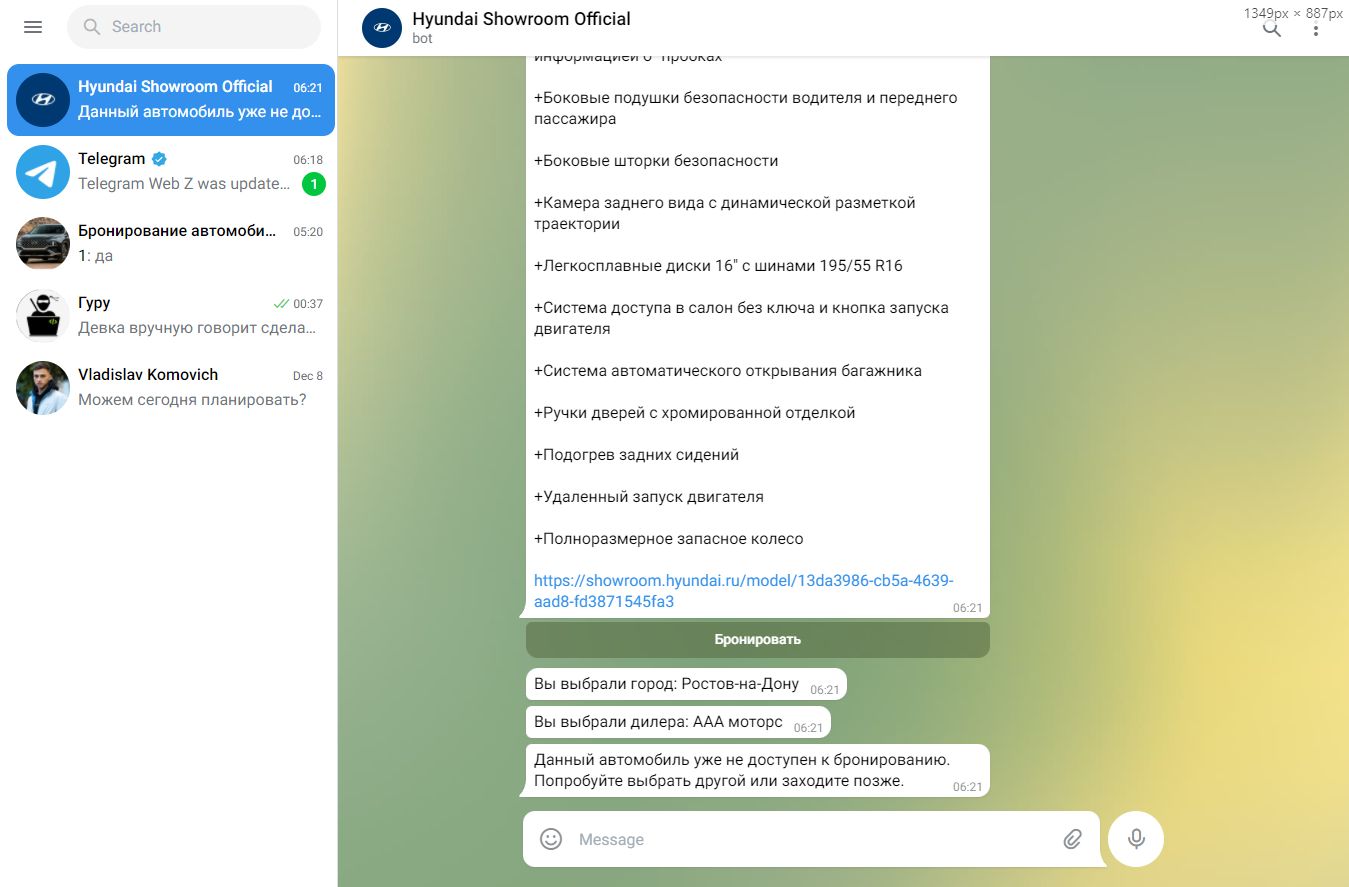 Search
Hyundai Showroom Official 06:21
Данный автомобиль уже не до...
Telegram 06:18
Telegram Web Z was update... 1
Бронирование автомоби... 05:20
1: да
Гуру 00:37
Девка вручную говорит сдела...
Vladislav Komovich Dec 8
Можем сегодня планировать?
Hyundai Showroom Official
bot
1349px × 887px
информацией о "пробках"
+Боковые подушки безопасности водителя и переднего
пассажира
+Боковые шторки безопасности
+Камера заднего вида с динамической разметкой
траектории
+Легкосплавные диски 16" с шинами 195/55 R16
+Система доступа в салон без ключа и кнопка запуска
двигателя
+Система автоматического открывания багажника
+Ручки дверей с хромированной отделкой
+Подогрев задних сидений
+Удаленный запуск двигателя
+Полноразмерное запасное колесо
https://showroom.hyundai.ru/model/13da3986-cb5a-4639-
aad8-fd3871545fa3 06:21
Бронировать
Вы выбрали город: Ростов-на-Дону 06:21
Вы выбрали дилера: ААА моторс 06:21
Данный автомобиль уже не доступен к бронированию.
Попробуйте выбрать другой или заходите позже. 06:21
Message